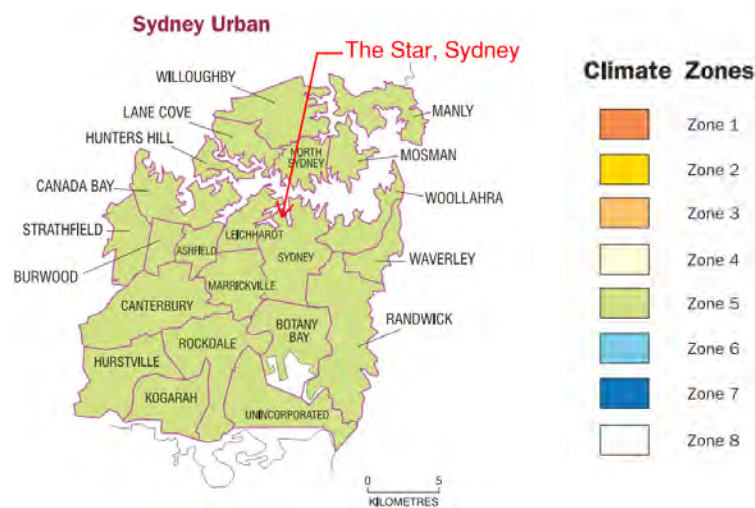 Sydney Urban
The Star, Sydney
WILLOUGHBY
LANE COVE
HUNTERS HILL
MANLY
NORTH
SYDNEY
MOSMAN
CANADA BAY
WOOLLAHRA
STRATHFIELD
LEICHHARDT
ASHFIELD
SYDNEY
BURWOOD
WAVERLEY
MARRICKVILLE
CANTERBURY
BOTANY
BAY
RANDWICK
ROCKDALE
HURSTVILLE
KOGARAH
UNINCORPORATED
0 5
KILOMETRES
Climate Zones
Zone 1
Zone 2
Zone 3
Zone 4
Zone 5
Zone 6
Zone 7
Zone 8